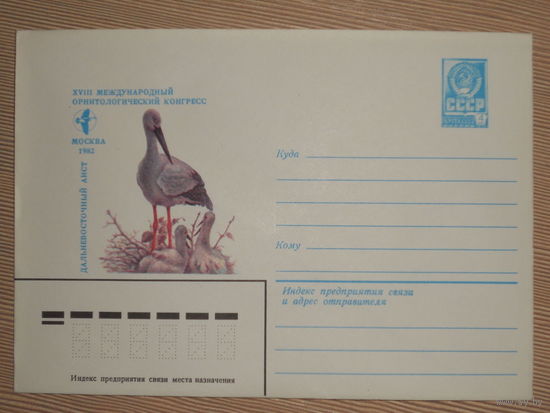 XVIII МЕЖДУНАРОДНЫЙ
ОРНИТОЛОГИЧЕСКИЙ КОНГРЕСС
МОСКВА
1982
ДАЛЬНЕВОСТОЧНЫЙ АИСТ
СССР
4
Куда
Кому
Индекс предприятия связи
и адрес отправителя
Индекс предприятия связи места назначения